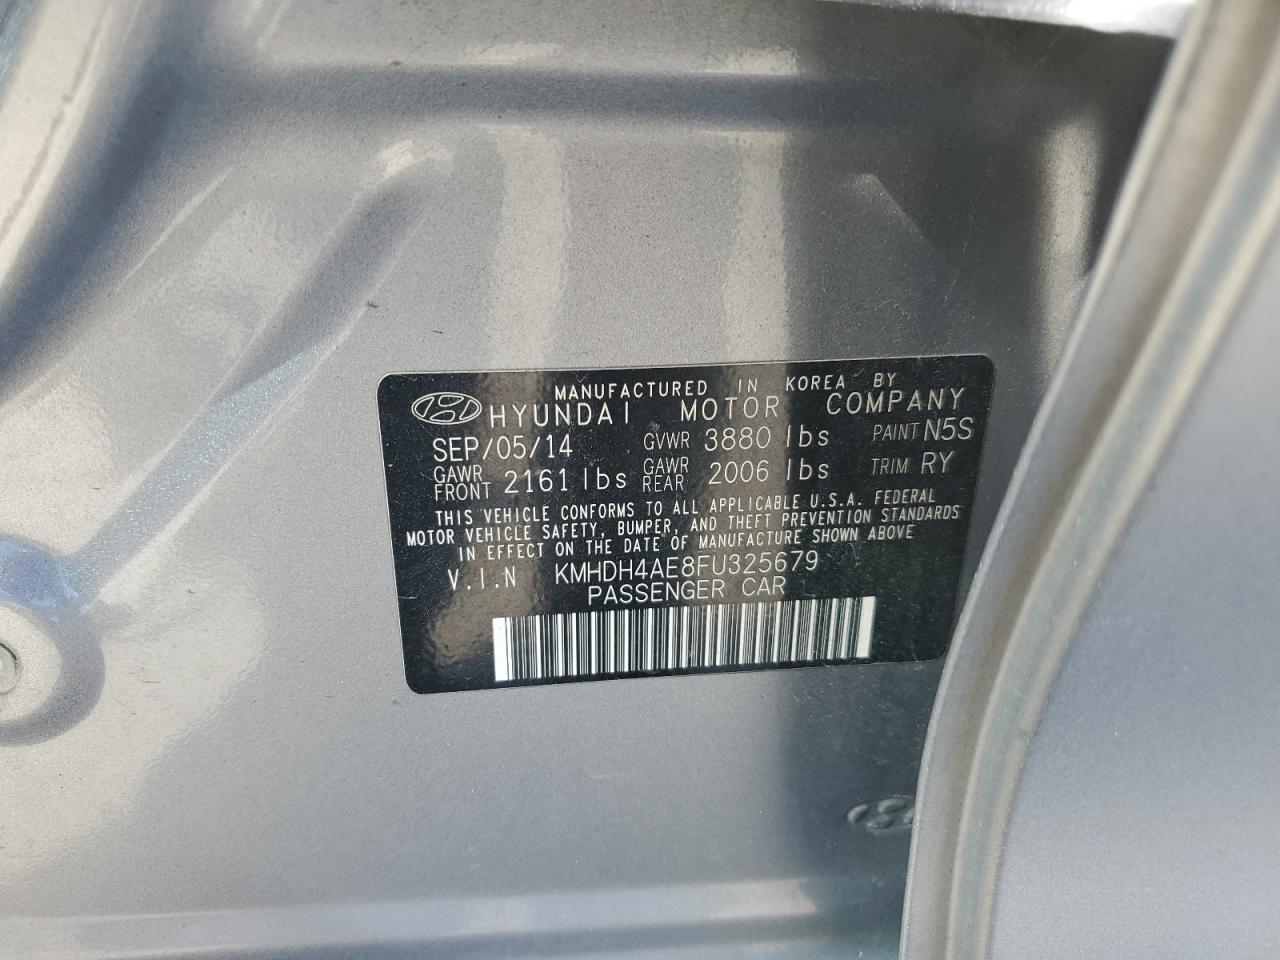 MANUFACTURED IN KOREA BY
HYUNDAI MOTOR COMPANY
SEP/05/14 GVWR 3880 lbs PAINT N5S
GAWR FRONT 2161 lbs GAWR REAR 2006 lbs TRIM RY
THIS VEHICLE CONFORMS TO ALL APPLICABLE U.S.A. FEDERAL
MOTOR VEHICLE SAFETY, BUMPER, AND THEFT PREVENTION STANDARDS
IN EFFECT ON THE DATE OF MANUFACTURE SHOWN ABOVE
V.I.N KMHDH4AE8FU325679
PASSENGER CAR